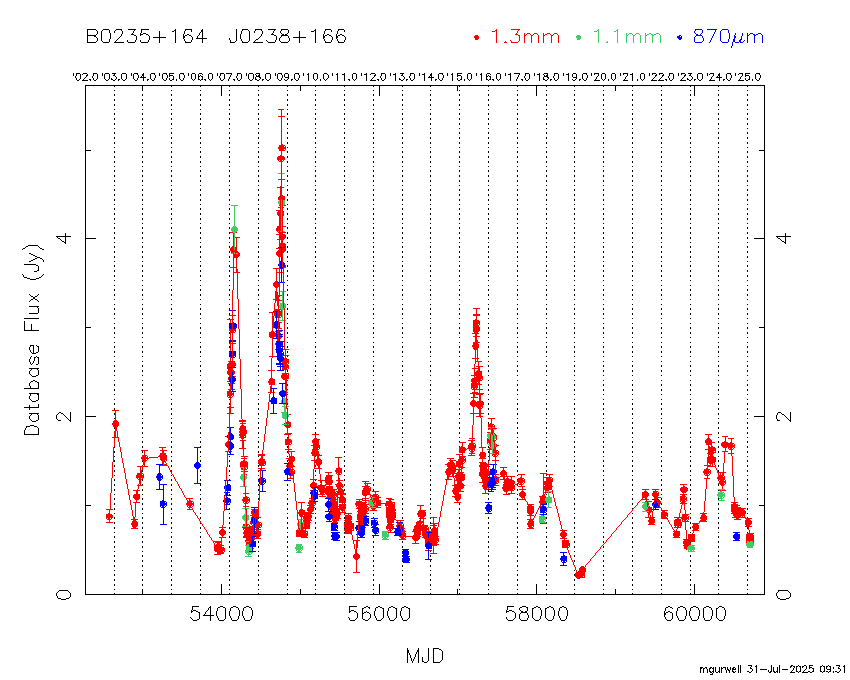 B0235+164 J0238+166 1.3mm 1.1mm 870μm
'02.0 '03.0 '04.0 '05.0 '06.0 '07.0 '08.0 '09.0 '10.0 '11.0 '12.0 '13.0 '14.0 '15.0 '16.0 '17.0 '18.0 '19.0 '20.0 '21.0 '22.0 '23.0 '24.0 '25.0
4 4
Database Flux (Jy)
2 2
0 0
54000 56000 58000 60000
MJD
mgurwell 31-Jul-2025 09:31